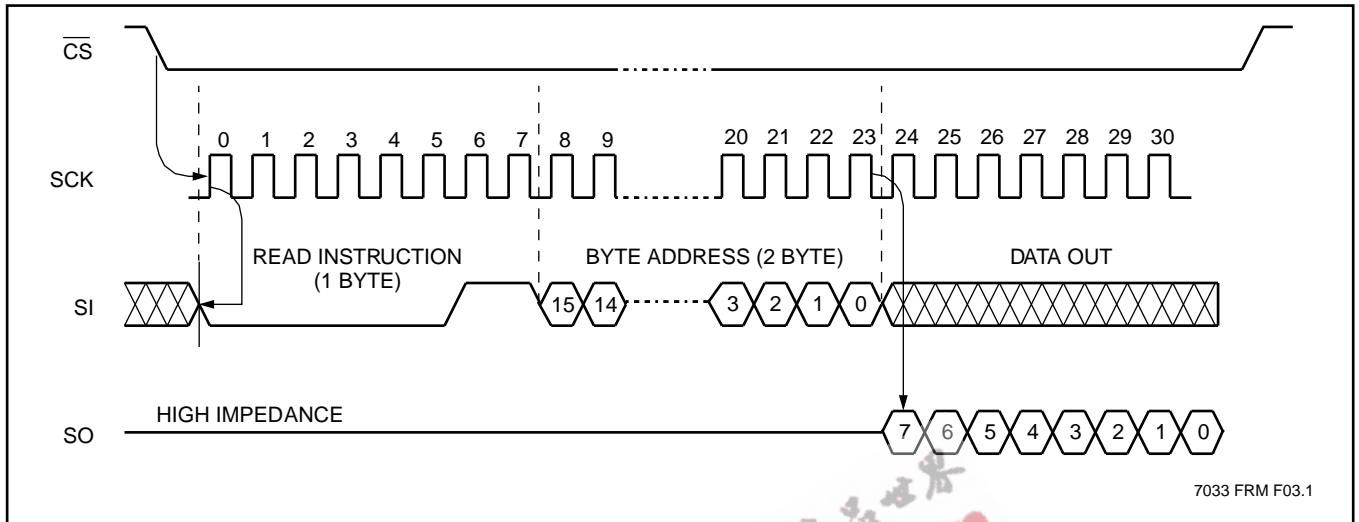 CS
0 1 2 3 4 5 6 7 8 9 20 21 22 23 24 25 26 27 28 29 30
SCK
READ INSTRUCTION
(1 BYTE)
BYTE ADDRESS (2 BYTE)
DATA OUT
SI
15 14 3 2 1 0
HIGH IMPEDANCE
SO
7 6 5 4 3 2 1 0
世界
7033 FRM F03.1